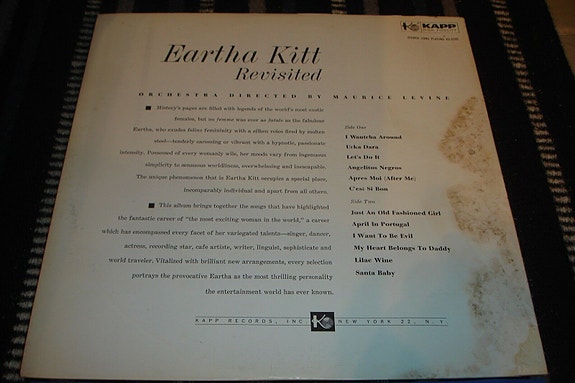 K KAPP
Eartha Kitt
Revisited
ORCHESTRA DIRECTED BY MAURICE LEVINE
History's pages are filled with legends of the world's most exotic
females, but no femme was ever as fatale as the fabulous
Eartha, who exudes feline femininity with a silken voice fired by molten
steel—tenderly caressing or vibrant with a hypnotic, passionate
intensity. Possessed of every womanly wile, her moods vary from ingenuous
simplicity to sensuous worldliness, overwhelming and inescapable.
The unique phenomenon that is Eartha Kitt occupies a special place,
incomparably individual and apart from all others.
This album brings together the songs that have highlighted
the fantastic career of "the most exciting woman in the world," a career
which has encompassed every facet of her variegated talents—singer, dancer,
actress, recording star, cafe artist, writer, linguist, sophisticate and
world traveler. Vitalized with brilliant new arrangements, every selection
portrays the provocative Eartha as the most thrilling personality
the entertainment world has ever known.
Side One
I Wantcha Around
Uska Dara
Let's Do It
Angelitos Negros
Apres Moi (After Me)
C'est Si Bon
Side Two
Just An Old Fashioned Girl
April In Portugal
I Want To Be Evil
My Heart Belongs To Daddy
Lilac Wine
Santa Baby
KAPP RECORDS, INC. K NEW YORK 22, N.Y.